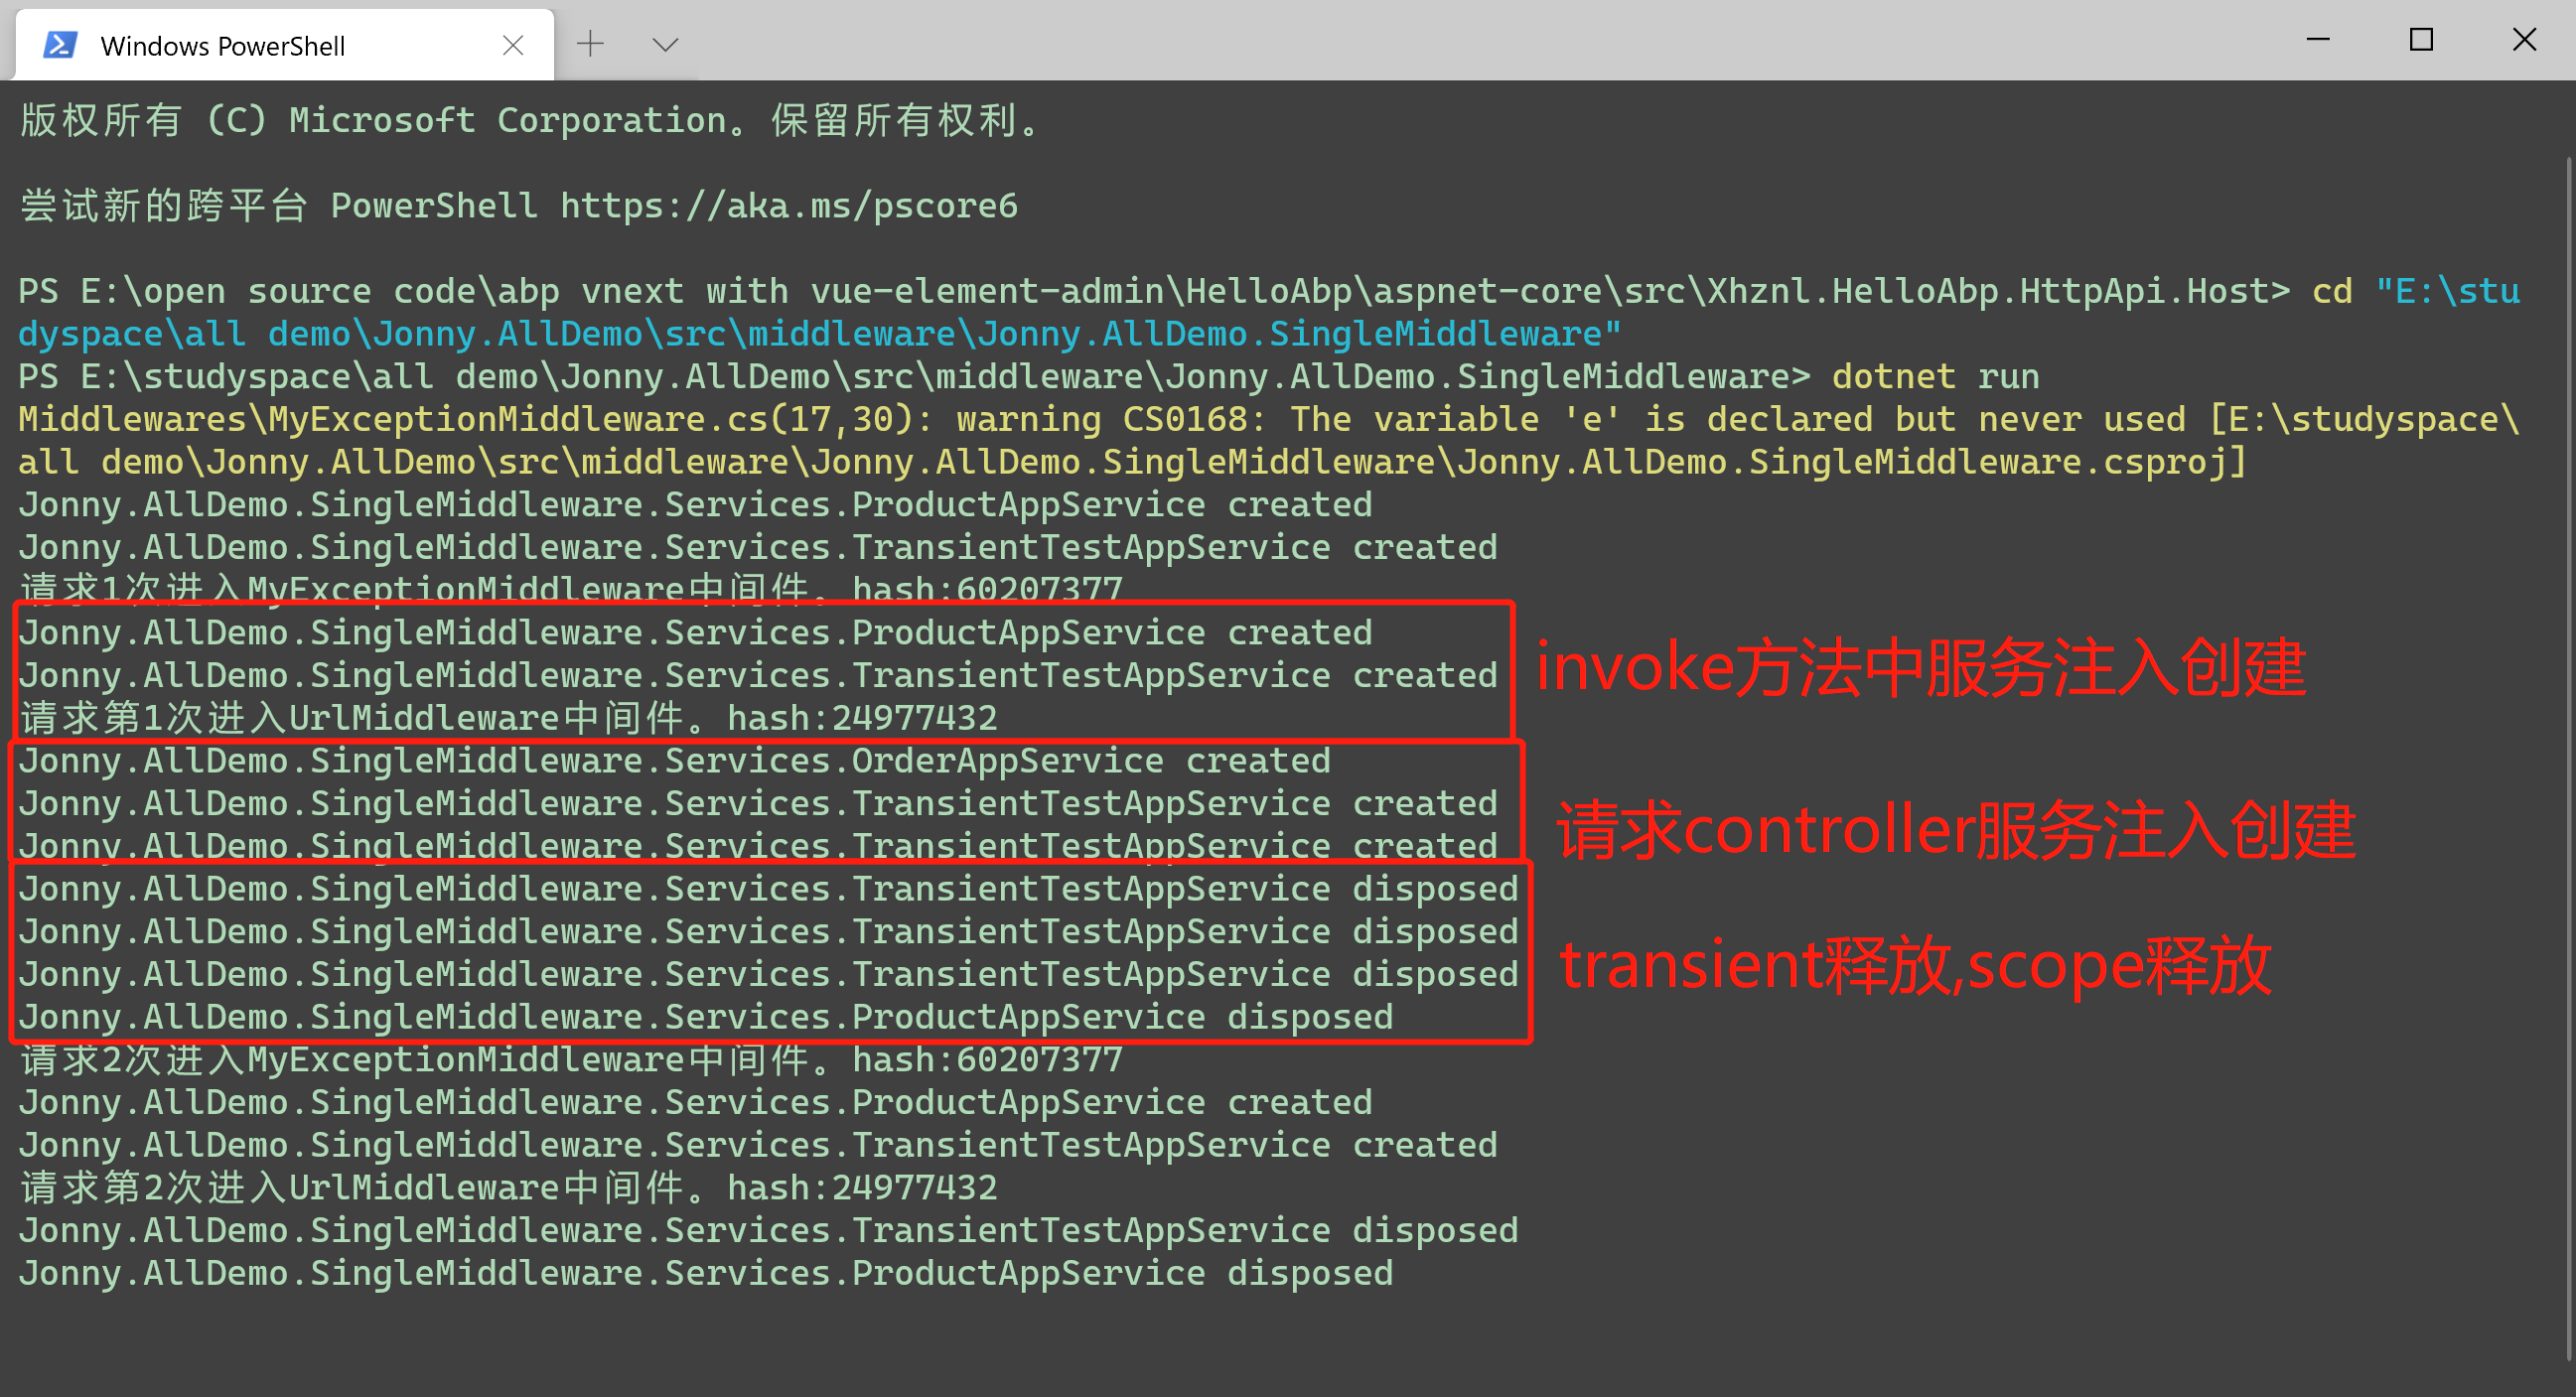 Windows PowerShell
版权所有 (C) Microsoft Corporation。保留所有权利。
尝试新的跨平台 PowerShell https://aka.ms/pscore6
PS E:\open source code\abp vnext with vue-element-admin\HelloAbp\aspnet-core\src\Xhznl.HelloAbp.HttpApi.Host> cd "E:\stu
dyspace\all demo\Jonny.AllDemo\src\middleware\Jonny.AllDemo.SingleMiddleware"
PS E:\studyspace\all demo\Jonny.AllDemo\src\middleware\Jonny.AllDemo.SingleMiddleware> dotnet run
Middlewares\MyExceptionMiddleware.cs(17,30): warning CS0168: The variable 'e' is declared but never used [E:\studyspace\
all demo\Jonny.AllDemo\src\middleware\Jonny.AllDemo.SingleMiddleware\Jonny.AllDemo.SingleMiddleware.csproj]
Jonny.AllDemo.SingleMiddleware.Services.ProductAppService created
Jonny.AllDemo.SingleMiddleware.Services.TransientTestAppService created
请求1次进入MyExceptionMiddleware中间件。hash:60207377
Jonny.AllDemo.SingleMiddleware.Services.ProductAppService created
Jonny.AllDemo.SingleMiddleware.Services.TransientTestAppService created
请求第1次进入UrlMiddleware中间件。hash:24977432
invoke方法中服务注入创建
Jonny.AllDemo.SingleMiddleware.Services.OrderAppService created
Jonny.AllDemo.SingleMiddleware.Services.TransientTestAppService created
Jonny.AllDemo.SingleMiddleware.Services.TransientTestAppService created
请求controller服务注入创建
Jonny.AllDemo.SingleMiddleware.Services.TransientTestAppService disposed
Jonny.AllDemo.SingleMiddleware.Services.TransientTestAppService disposed
Jonny.AllDemo.SingleMiddleware.Services.TransientTestAppService disposed
Jonny.AllDemo.SingleMiddleware.Services.ProductAppService disposed
transient释放,scope释放
请求2次进入MyExceptionMiddleware中间件。hash:60207377
Jonny.AllDemo.SingleMiddleware.Services.ProductAppService created
Jonny.AllDemo.SingleMiddleware.Services.TransientTestAppService created
请求第2次进入UrlMiddleware中间件。hash:24977432
Jonny.AllDemo.SingleMiddleware.Services.TransientTestAppService disposed
Jonny.AllDemo.SingleMiddleware.Services.ProductAppService disposed